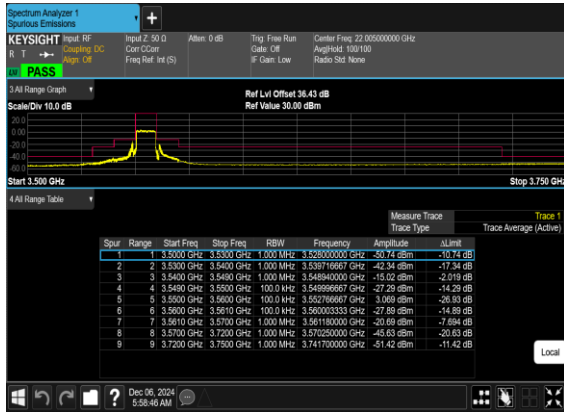 Spectrum Analyzer 1
Spurious Emissions
+
KEYSIGHT Input: RF Input Z: 50 Ω Atten: 0 dB Trig: Free Run Center Freq: 22.005000000 GHz
R T Coupling: DC Corr CCorr Gate: Off Avg|Hold: 100/100
Align: Off Freq Ref: Int (S) IF Gain: Low Radio Std: None
LU PASS
3 All Range Graph Ref Lvl Offset 36.43 dB
Scale/Div 10.0 dB Ref Value 30.00 dBm
20.0
0.00
-20.0
-40.0
-60.0
Start 3.500 GHz Stop 3.750 GHz
4 All Range Table
Measure Trace Trace 1
Trace Type Trace Average (Active)
Spur Range Start Freq Stop Freq RBW Frequency Amplitude ΔLimit
1 1 3.5000 GHz 3.5300 GHz 1.000 MHz 3.528000000 GHz -50.74 dBm -10.74 dB
2 2 3.5300 GHz 3.5400 GHz 1.000 MHz 3.539716667 GHz -42.34 dBm -17.34 dB
3 3 3.5400 GHz 3.5490 GHz 1.000 MHz 3.548940000 GHz -15.02 dBm -2.019 dB
4 4 3.5490 GHz 3.5500 GHz 100.0 kHz 3.549996667 GHz -27.29 dBm -14.29 dB
5 5 3.5500 GHz 3.5600 GHz 100.0 kHz 3.552766667 GHz 3.069 dBm -26.93 dB
6 6 3.5600 GHz 3.5610 GHz 100.0 kHz 3.560003333 GHz -27.89 dBm -14.89 dB
7 7 3.5610 GHz 3.5700 GHz 1.000 MHz 3.561180000 GHz -20.69 dBm -7.694 dB
8 8 3.5700 GHz 3.7200 GHz 1.000 MHz 3.570250000 GHz -45.63 dBm -20.63 dB
9 9 3.7200 GHz 3.7500 GHz 1.000 MHz 3.741700000 GHz -51.42 dBm -11.42 dB
Local
? Dec 06, 2024
5:58:46 AM